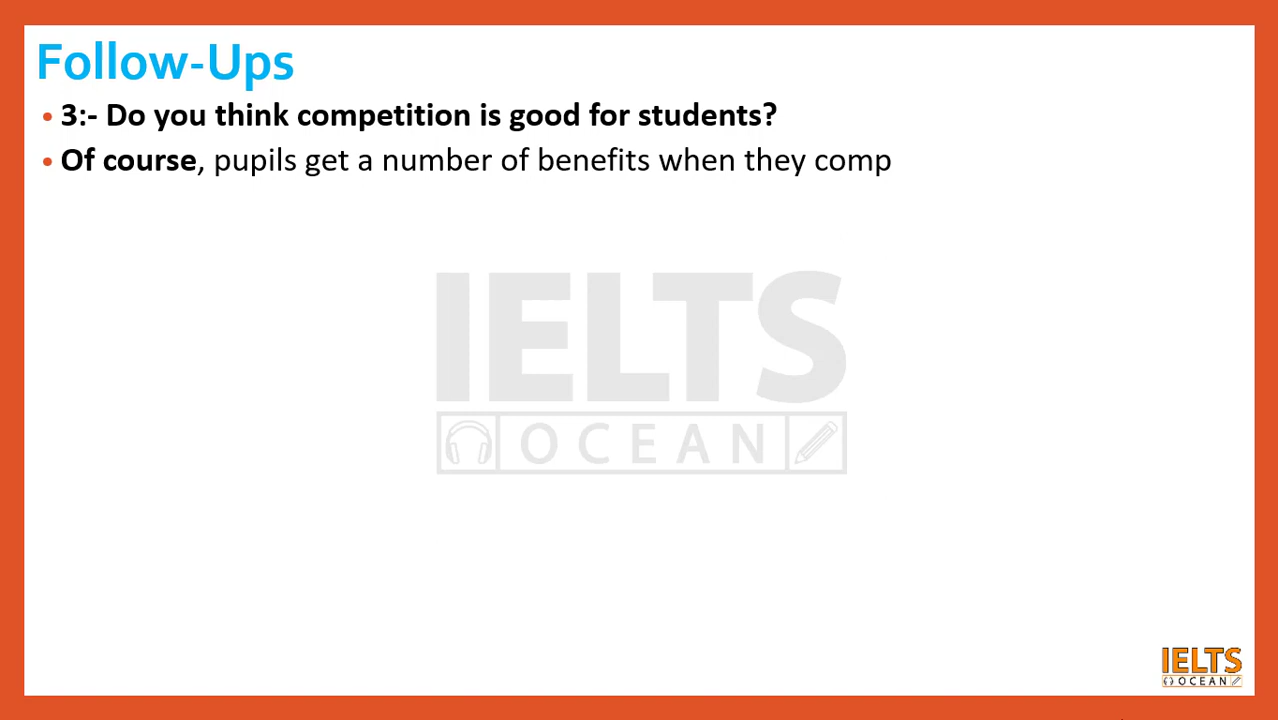 Follow-Ups
• 3:- Do you think competition is good for students?
• Of course, pupils get a number of benefits when they comp
IELTS
OCEAN
IELTS
OCEAN